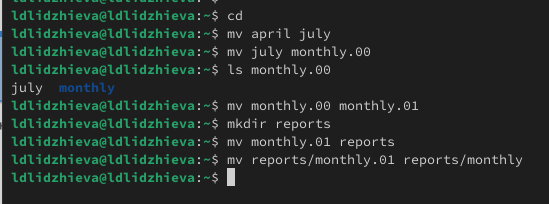 ldlidzhieva@ldlidzhieva:~$ cd
ldlidzhieva@ldlidzhieva:~$ mv april july
ldlidzhieva@ldlidzhieva:~$ mv july monthly.00
ldlidzhieva@ldlidzhieva:~$ ls monthly.00
july  monthly
ldlidzhieva@ldlidzhieva:~$ mv monthly.00 monthly.01
ldlidzhieva@ldlidzhieva:~$ mkdir reports
ldlidzhieva@ldlidzhieva:~$ mv monthly.01 reports
ldlidzhieva@ldlidzhieva:~$ mv reports/monthly.01 reports/monthly
ldlidzhieva@ldlidzhieva:~$